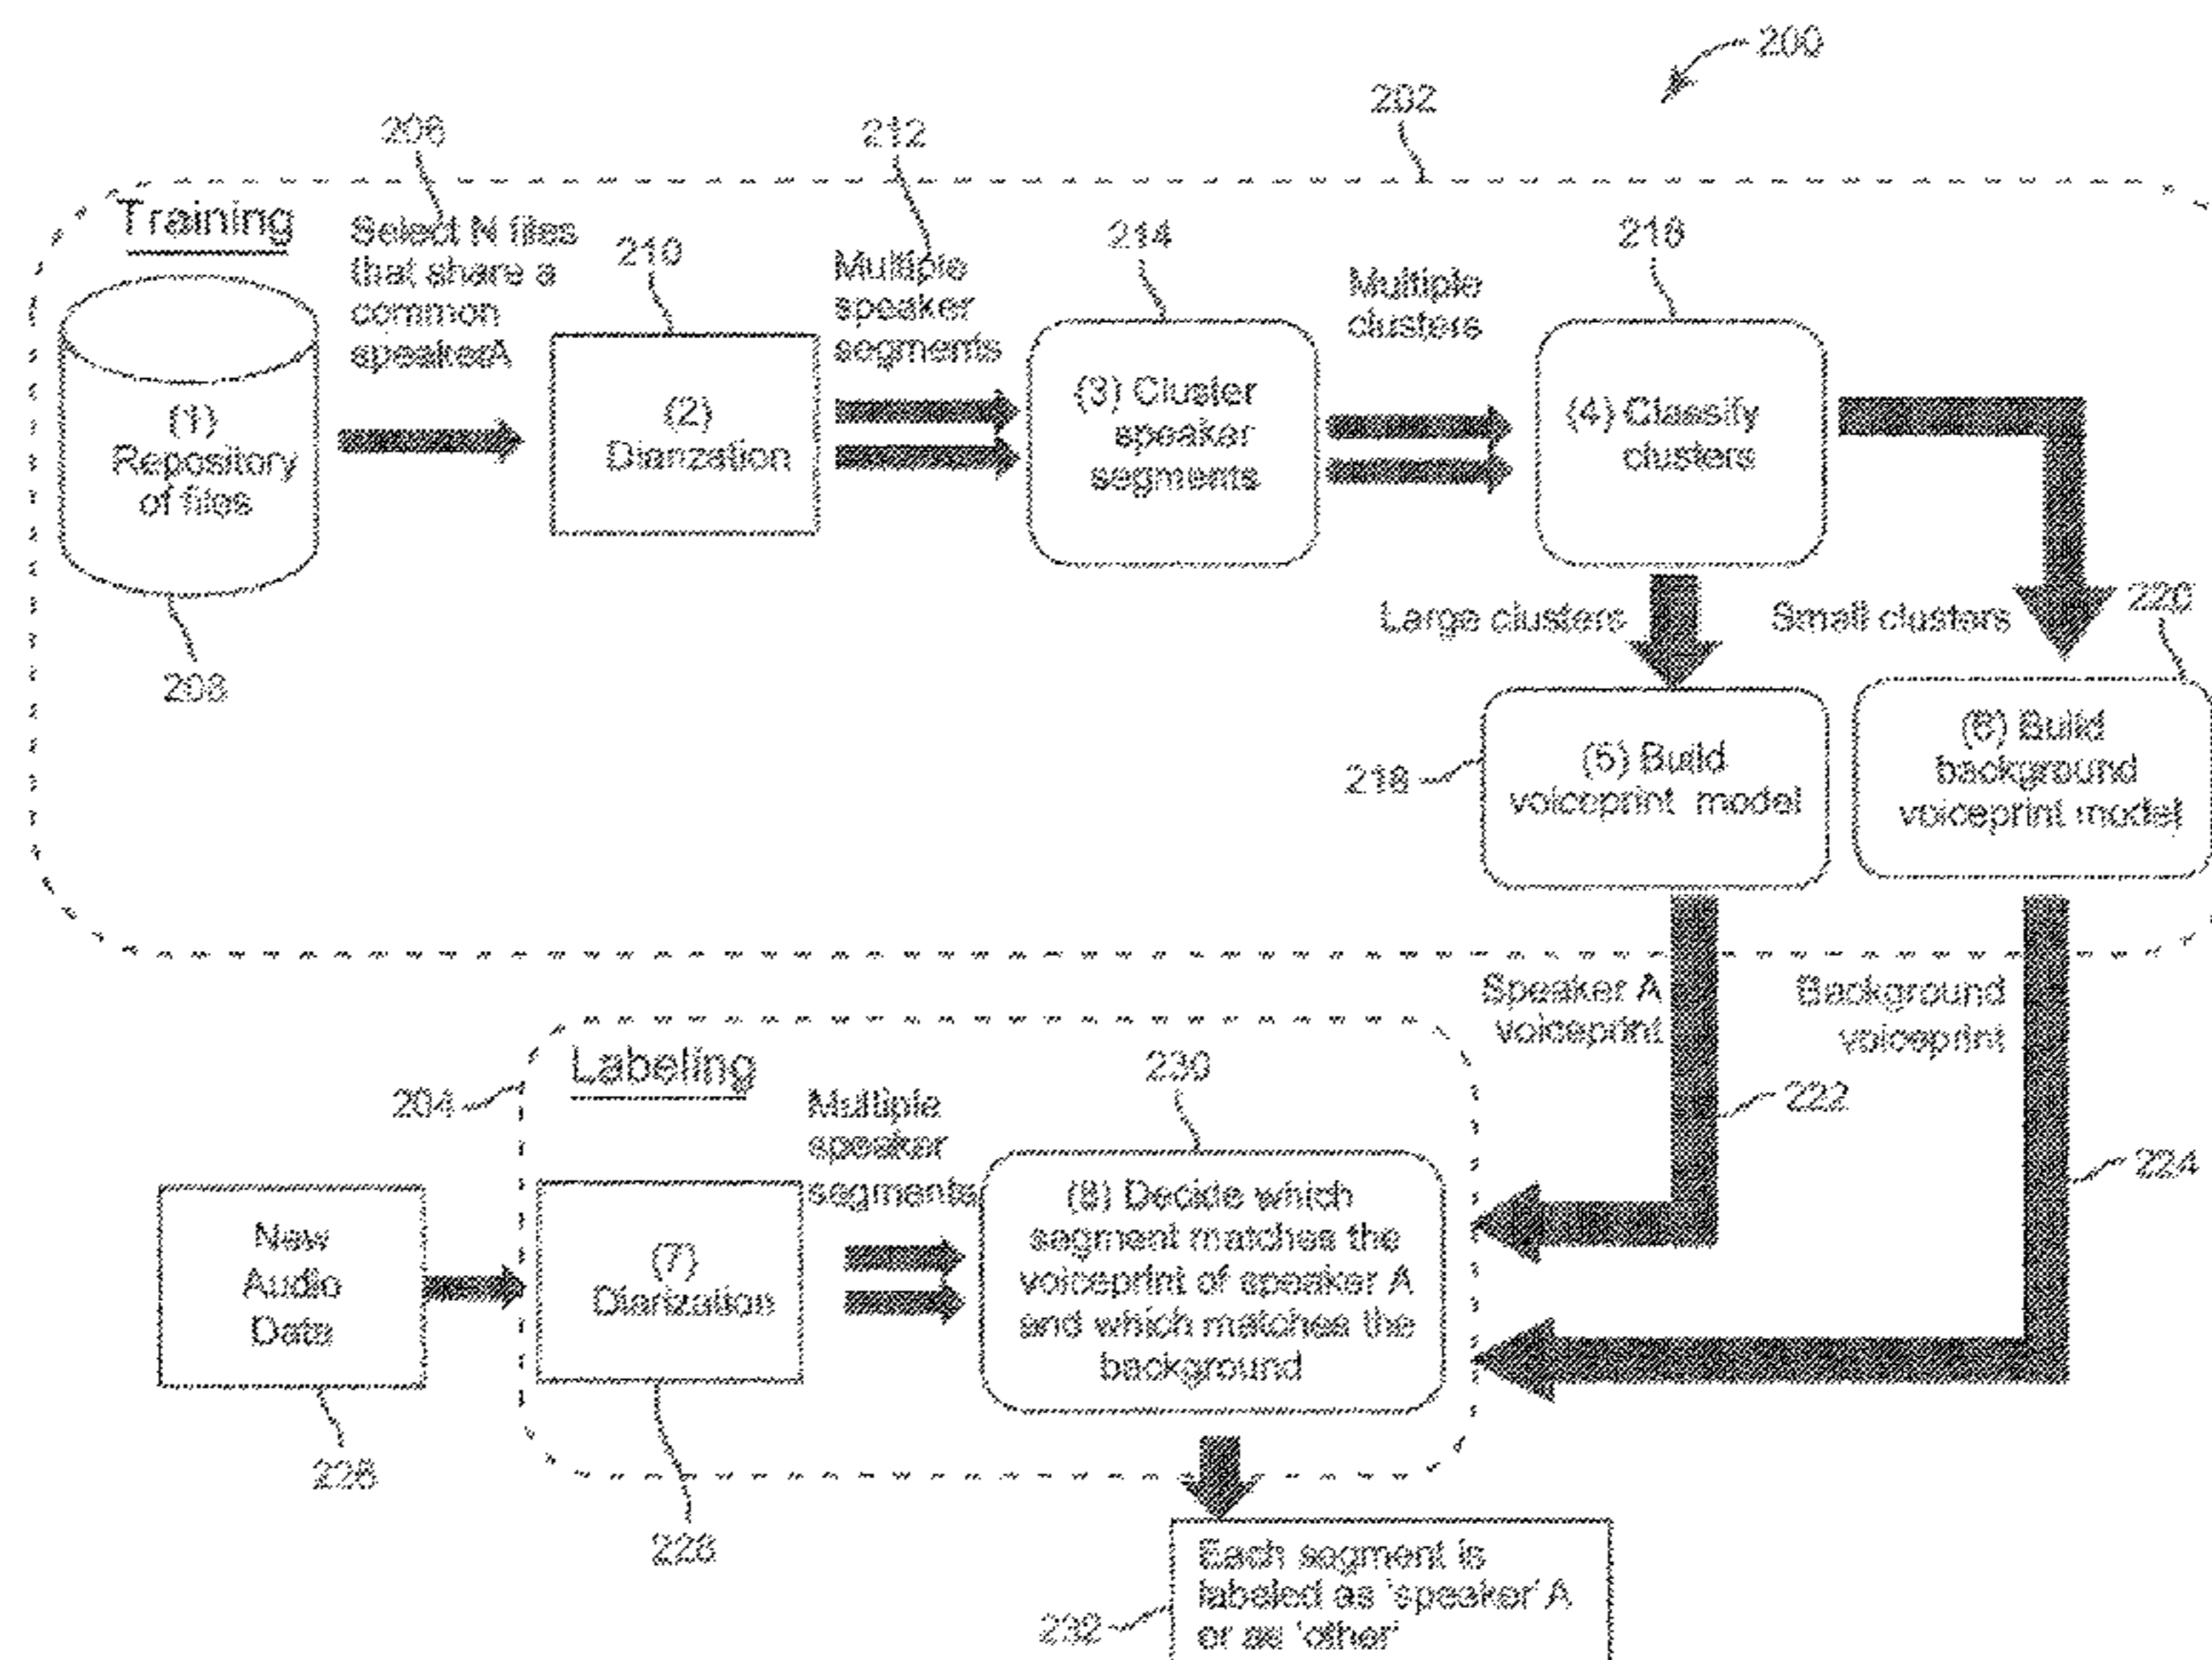 200
202
206
212
Training
Select N files
that share a
common
speakerA
210
Multiple
speaker
segments
214
Multiple
clusters
216
(1)
Repository
of files
(2)
Diarization
(3) Cluster
speaker
segments
(4) Classify
clusters
208
Large clusters
Small clusters
220
218
(5) Build
voiceprint model
(6) Build
background
voiceprint model
Speaker A
voiceprint
Background
voiceprint
204
Labeling
Multiple
speaker
segments
230
222
224
New
Audio
Data
(7)
Diarization
(8) Decide which
segment matches the
voiceprint of speaker A
and which matches the
background
226
228
232
Each segment is
labeled as 'speaker' A
or as 'other'